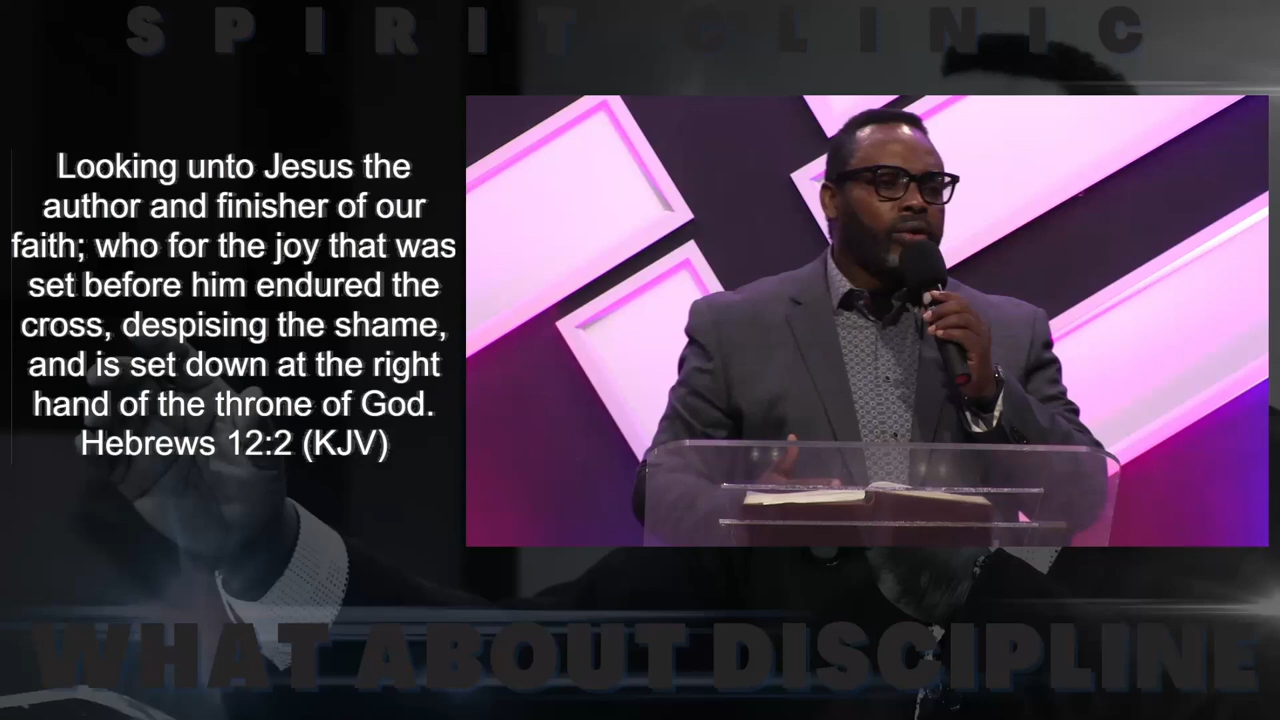 SPIRIT CLINIC
Looking unto Jesus the
author and finisher of our
faith; who for the joy that was
set before him endured the
cross, despising the shame,
and is set down at the right
hand of the throne of God.
Hebrews 12:2 (KJV)
WHAT ABOUT DISCIPLINE